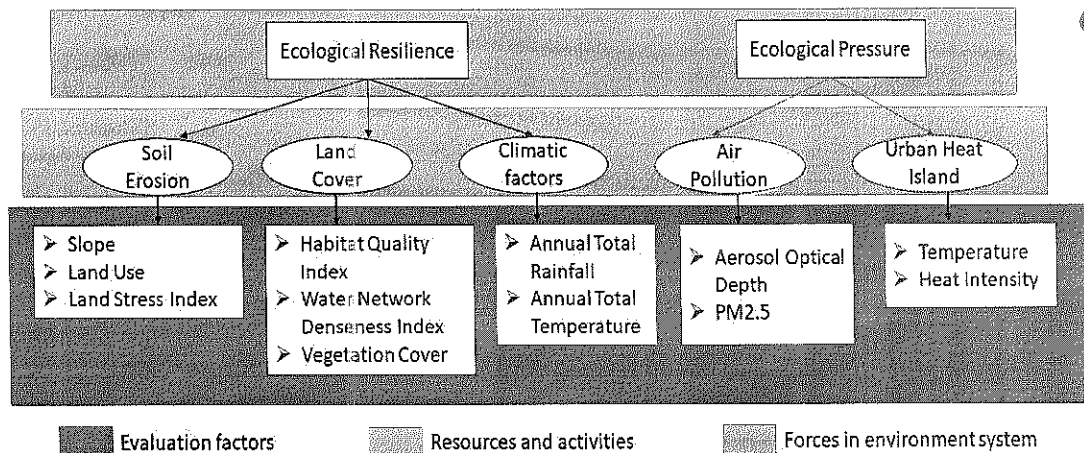 Ecological Resilience
Ecological Pressure
Soil
Erosion
Land
Cover
Climatic
factors
Air
Pollution
Urban Heat
Island
➤ Slope
➤ Land Use
➤ Land Stress Index
➤ Habitat Quality
Index
➤ Water Network
Denseness Index
➤ Vegetation Cover
➤ Annual Total
Rainfall
➤ Annual Total
Temperature
➤ Aerosol Optical
Depth
➤ PM2.5
➤ Temperature
➤ Heat Intensity
Evaluation factors
Resources and activities
Forces in environment system